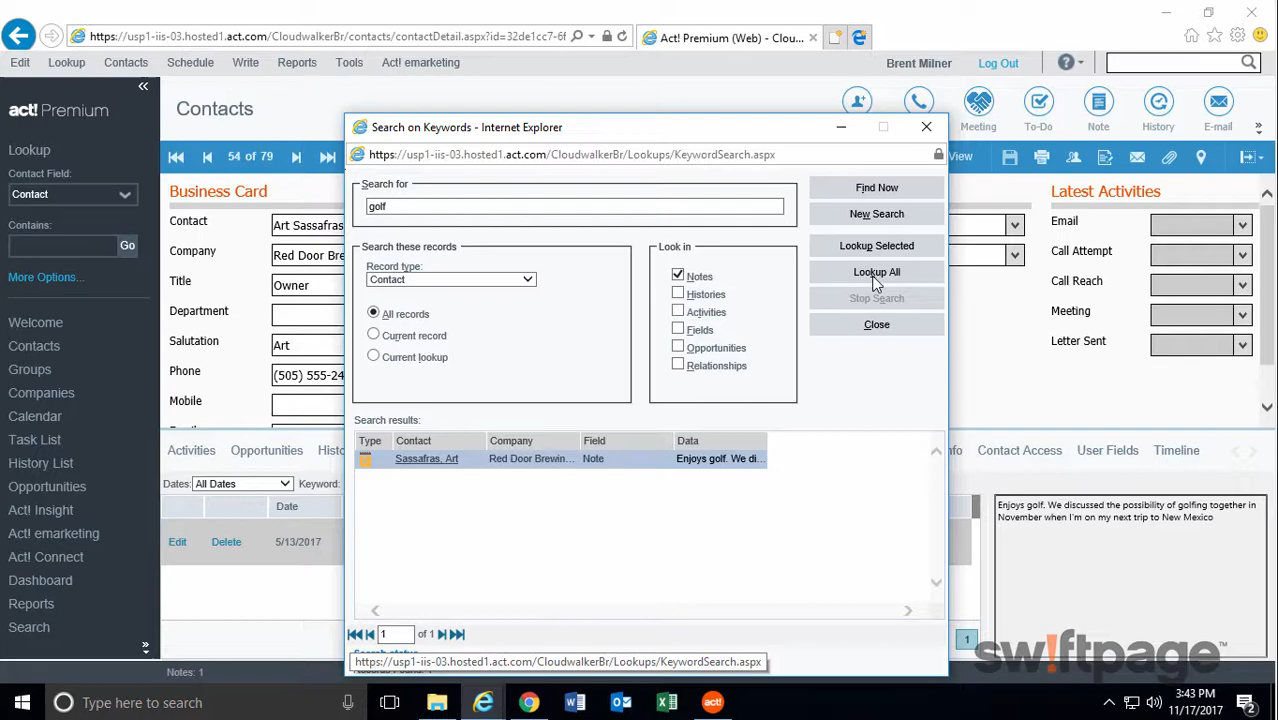 https://usp1-iis-03.hosted1.act.com/CloudwalkerBr/contacts/contactDetail.aspx?id=32de1cc7-6f
Act! Premium (Web) - Clou...
Edit Lookup Contacts Schedule Write Reports Tools Act! emarketing
Brent Milner Log Out
act! Premium
Contacts
Meeting To-Do Note History E-mail
Lookup
54 of 79
View
Contact Field:
Contact
Contains:
Go
More Options...
Welcome
Contacts
Groups
Companies
Calendar
Task List
History List
Opportunities
Act! Insight
Act! emarketing
Act! Connect
Dashboard
Reports
Search
Business Card
Contact Art Sassafras
Company Red Door Bre
Title Owner
Department
Salutation Art
Phone (505) 555-24
Mobile
Latest Activities
Email
Call Attempt
Call Reach
Meeting
Letter Sent
Search on Keywords - Internet Explorer
https://usp1-iis-03.hosted1.act.com/CloudwalkerBr/Lookups/KeywordSearch.aspx
Search for
golf
Find Now
New Search
Lookup Selected
Lookup All
Stop Search
Close
Search these records
Record type:
Contact
All records
Current record
Current lookup
Look in
Notes
Histories
Activities
Fields
Opportunities
Relationships
Search results:
Type Contact Company Field Data
Sassafras, Art Red Door Brewin... Note Enjoys golf. We di...
1 of 1
https://usp1-iis-03.hosted1.act.com/CloudwalkerBr/Lookups/KeywordSearch.aspx
Activities Opportunities Hist
nfo Contact Access User Fields Timeline
Dates: All Dates Keyword:
Date
Edit Delete 5/13/2017
Enjoys golf. We discussed the possibility of golfing together in
November when I'm on my next trip to New Mexico
1
Notes: 1
swiftpage
Type here to search
3:43 PM
11/17/2017
2